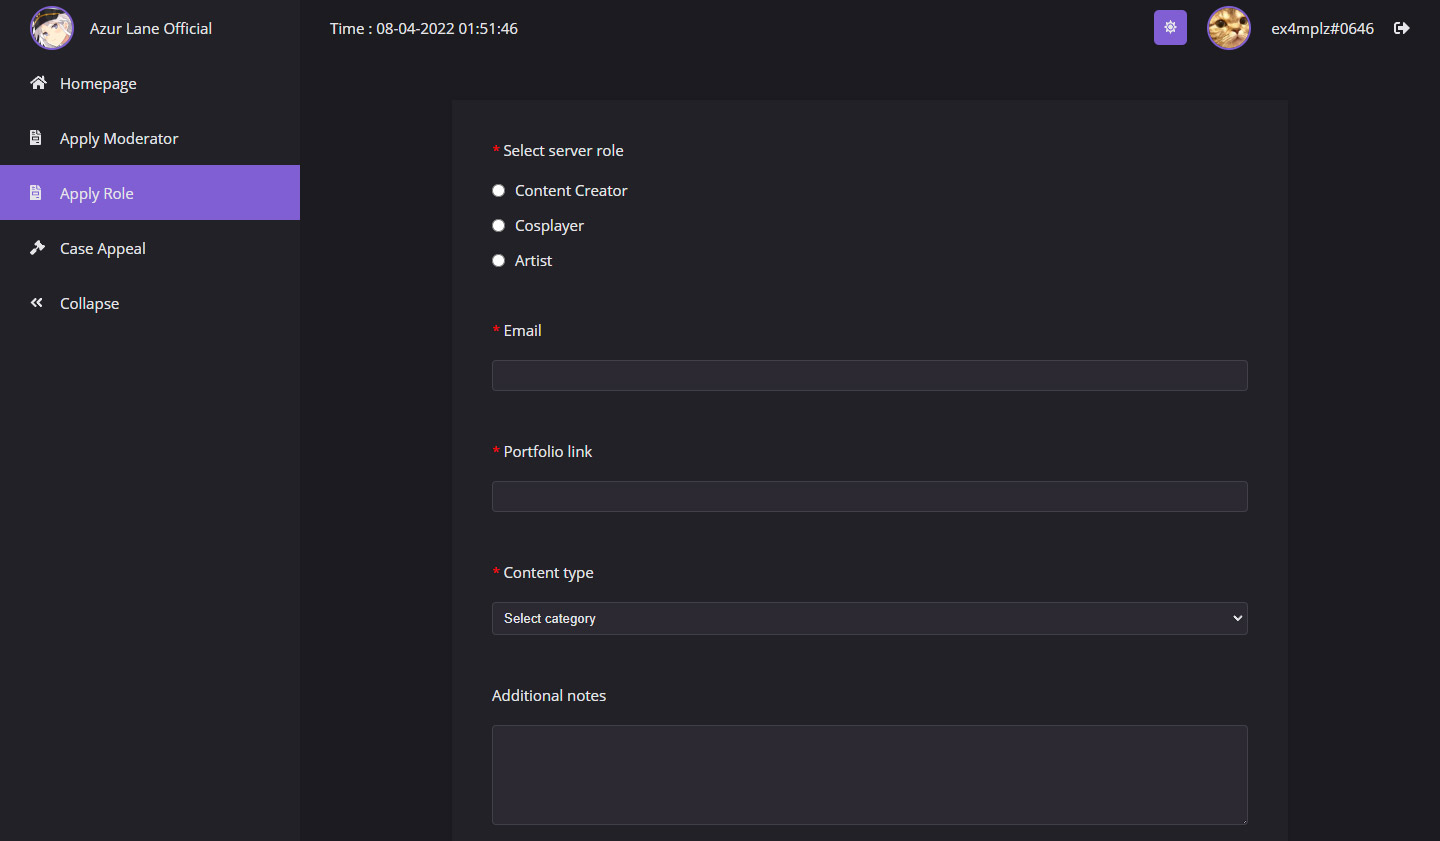 Azur Lane Official
Time : 08-04-2022 01:51:46
ex4mplz#0646
Homepage
Apply Moderator
Apply Role
Case Appeal
Collapse
* Select server role
Content Creator
Cosplayer
Artist
* Email
* Portfolio link
* Content type
Select category
Additional notes